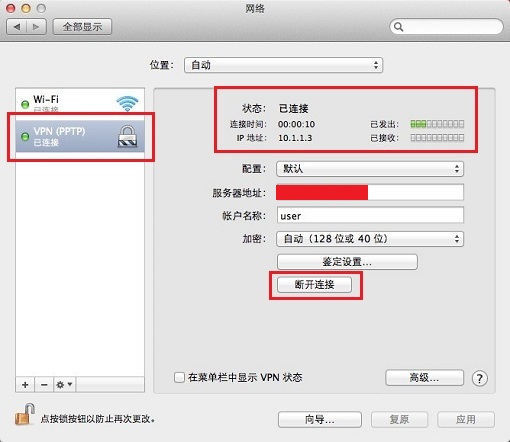 网络
全部显示
位置： 自动
Wi-Fi
已连接
VPN (PPTP)
已连接
状态： 已连接
连接时间： 00:00:10 已发出：
IP 地址： 10.1.1.3 已接收：
配置： 默认
服务器地址：
帐户名称： user
加密： 自动（128 位或 40 位）
鉴定设置...
断开连接
在菜单栏中显示 VPN 状态
高级... ?
点按锁按钮以防止再次更改。
向导... 复原 应用